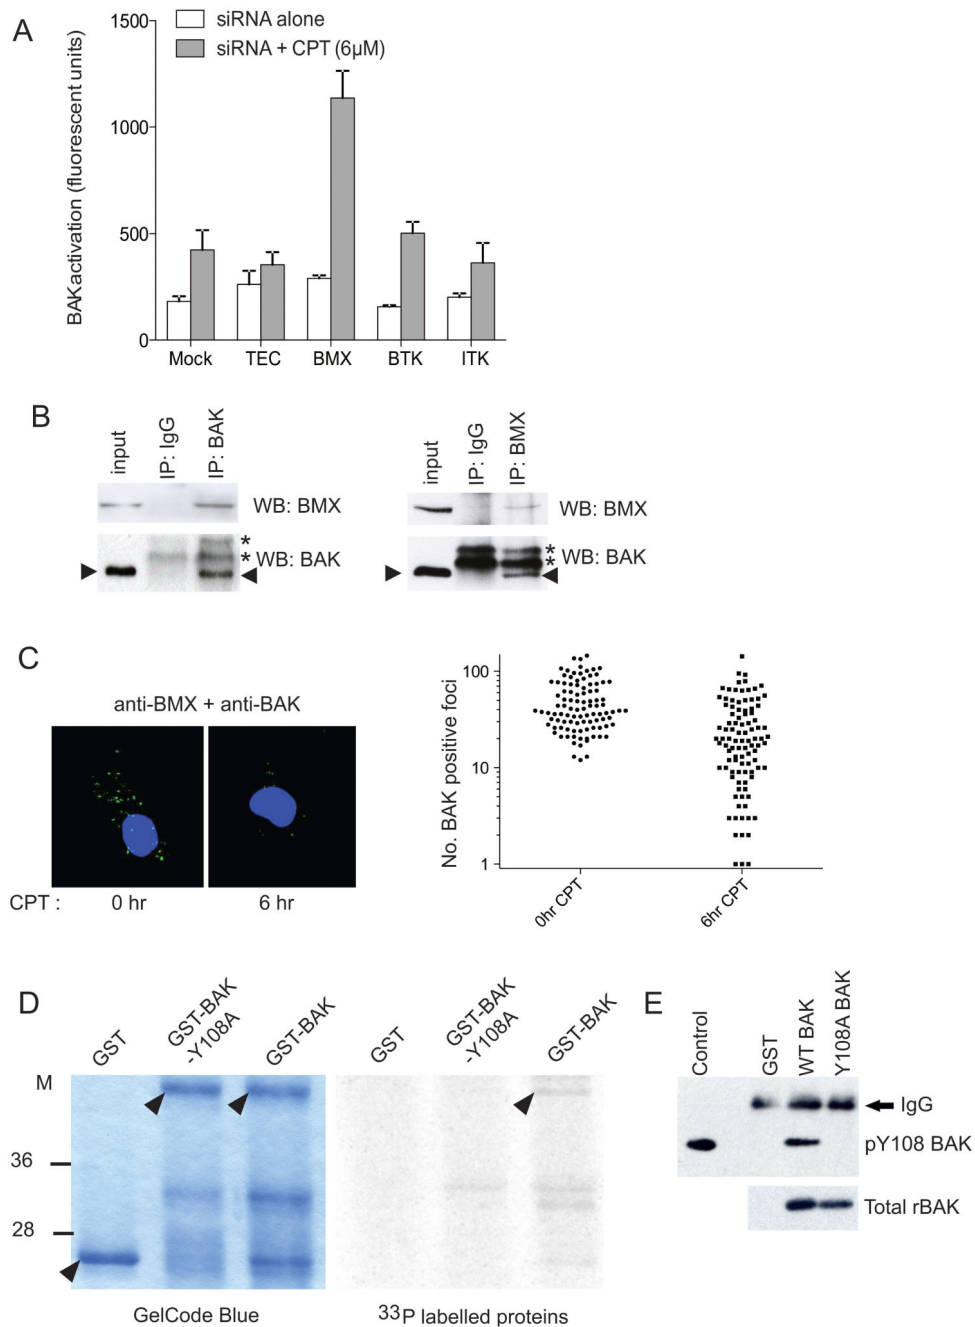 A
siRNA alone
siRNA + CPT (6µM)
BAK activation (fluorescent units)
1500
1000
500
0
Mock TEC BMX BTK ITK
B
input IP: IgG IP: BAK
WB: BMX
* 
* WB: BAK
input IP: IgG IP: BMX
WB: BMX
*
* WB: BAK
C
anti-BMX + anti-BAK
CPT : 0 hr 6 hr
No. BAK positive foci
100
10
1
0hr CPT 6hr CPT
D
GST GST-BAK -Y108A GST-BAK
GST GST-BAK -Y108A GST-BAK
M
36
28
GelCode Blue
33P labelled proteins
E
Control GST WT BAK Y108A BAK
IgG
pY108 BAK
Total rBAK